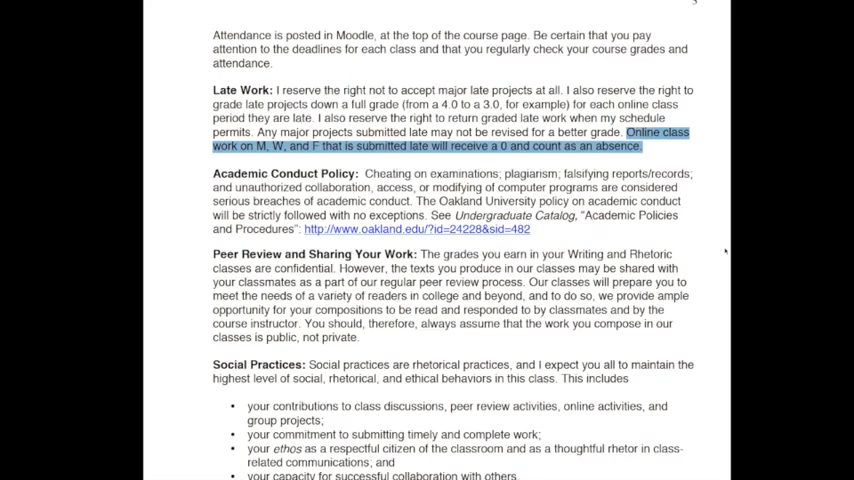 Attendance is posted in Moodle, at the top of the course page. Be certain that you pay
attention to the deadlines for each class and that you regularly check your course grades and
attendance.
Late Work: I reserve the right not to accept major late projects at all. I also reserve the right to
grade late projects down a full grade (from a 4.0 to a 3.0, for example) for each online class
period they are late. I also reserve the right to return graded late work when my schedule
permits. Any major projects submitted late may not be revised for a better grade. Online class
work on M, W, and F that is submitted late will receive a 0 and count as an absence.
Academic Conduct Policy: Cheating on examinations; plagiarism; falsifying reports/records;
and unauthorized collaboration, access, or modifying of computer programs are considered
serious breaches of academic conduct. The Oakland University policy on academic conduct
will be strictly followed with no exceptions. See Undergraduate Catalog, “Academic Policies
and Procedures”: http://www.oakland.edu/?id=24228&sid=482
Peer Review and Sharing Your Work: The grades you earn in your Writing and Rhetoric
classes are confidential. However, the texts you produce in our classes may be shared with
your classmates as a part of our regular peer review process. Our classes will prepare you to
meet the needs of a variety of readers in college and beyond, and to do so, we provide ample
opportunity for your compositions to be read and responded to by classmates and by the
course instructor. You should, therefore, always assume that the work you compose in our
classes is public, not private.
Social Practices: Social practices are rhetorical practices, and I expect you all to maintain the
highest level of social, rhetorical, and ethical behaviors in this class. This includes
• your contributions to class discussions, peer review activities, online activities, and
group projects;
• your commitment to submitting timely and complete work;
• your ethos as a respectful citizen of the classroom and as a thoughtful rhetor in class-
related communications; and
• your capacity for successful collaboration with others.